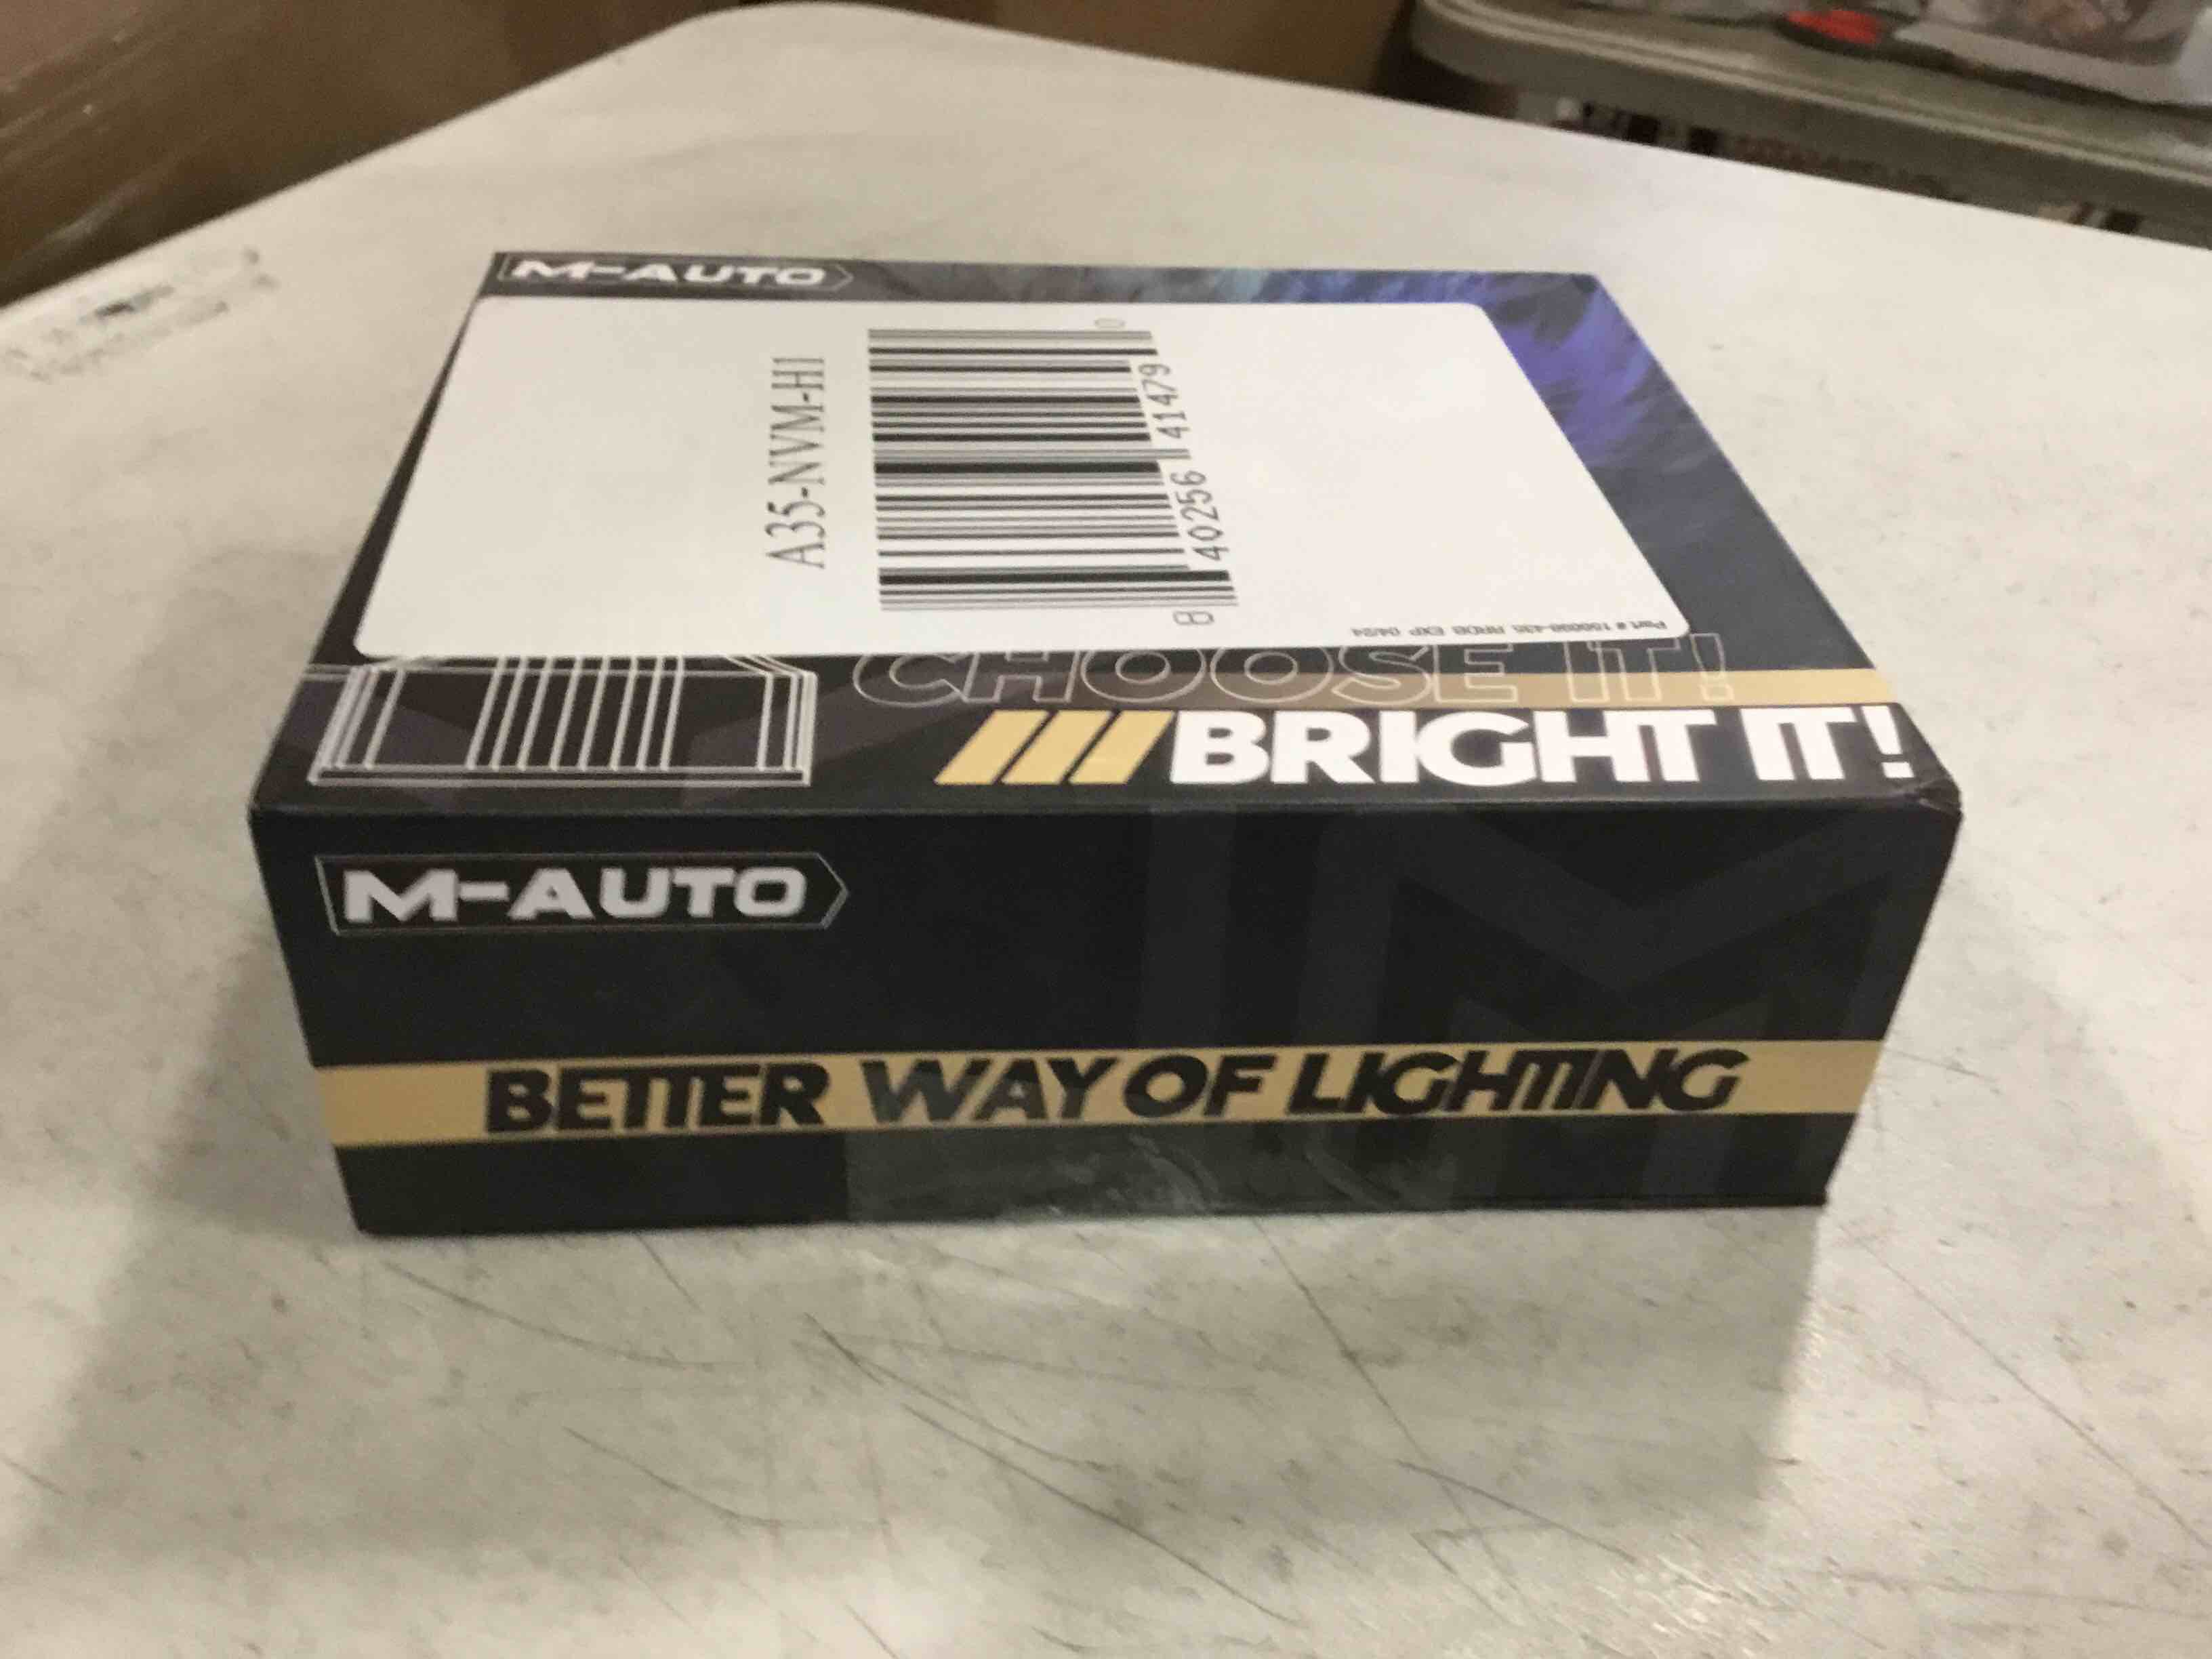 M-AUTO
A35-NVM-H1
8 40256 41479 0
CHOOSE IT!
BRIGHT IT!
M-AUTO
BETTER WAY OF LIGHTING